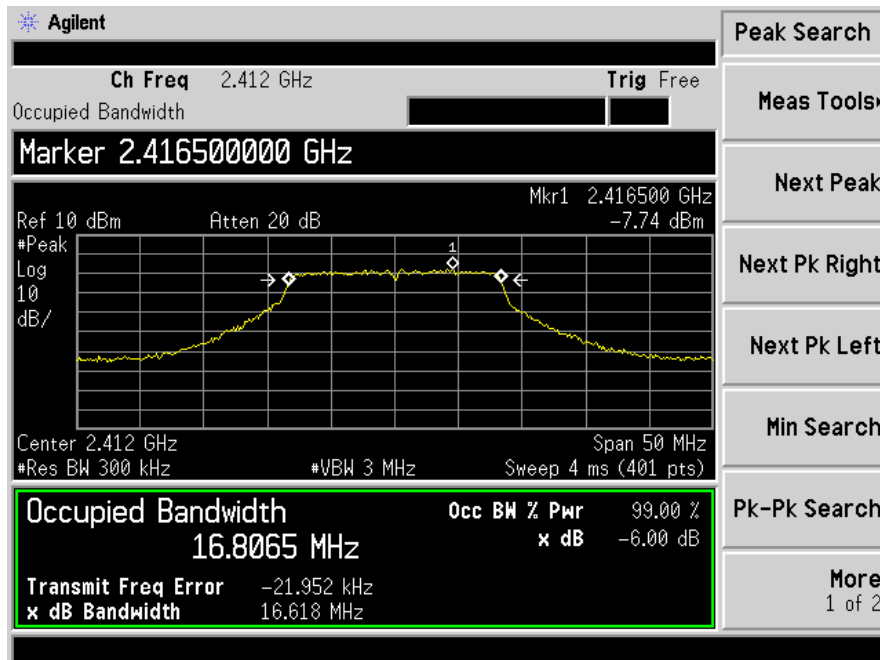 Agilent
Peak Search
Ch Freq 2.412 GHz Trig Free
Occupied Bandwidth
Meas Tools
Marker 2.416500000 GHz
Next Peak
Mkr1 2.416500 GHz
Ref 10 dBm Atten 20 dB -7.74 dBm
#Peak
Log
10
dB/
1
Next Pk Right
Next Pk Left
Center 2.412 GHz Span 50 MHz
#Res BW 300 kHz #VBW 3 MHz Sweep 4 ms (401 pts)
Min Search
Occupied Bandwidth Occ BW % Pwr 99.00 %
16.8065 MHz x dB -6.00 dB
Pk-Pk Search
Transmit Freq Error -21.952 kHz
x dB Bandwidth 16.618 MHz
More
1 of 2